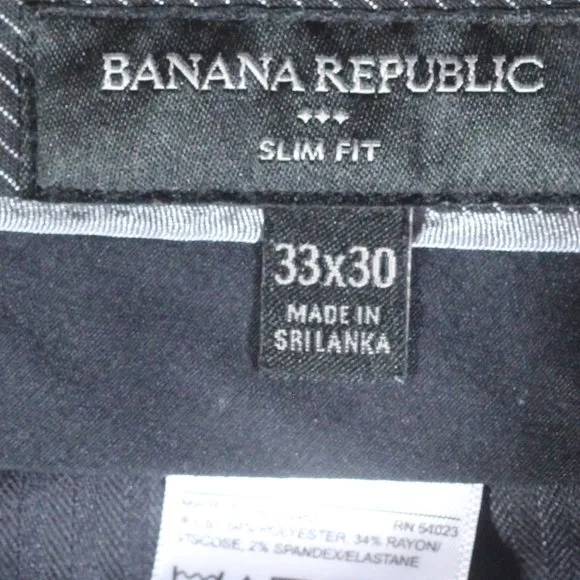 BANANA REPUBLIC
SLIM FIT
33x30
MADE IN
SRI LANKA
RN 54023
POLYESTER, 34% RAYON/
VISCOSE, 2% SPANDEX/ELASTANE